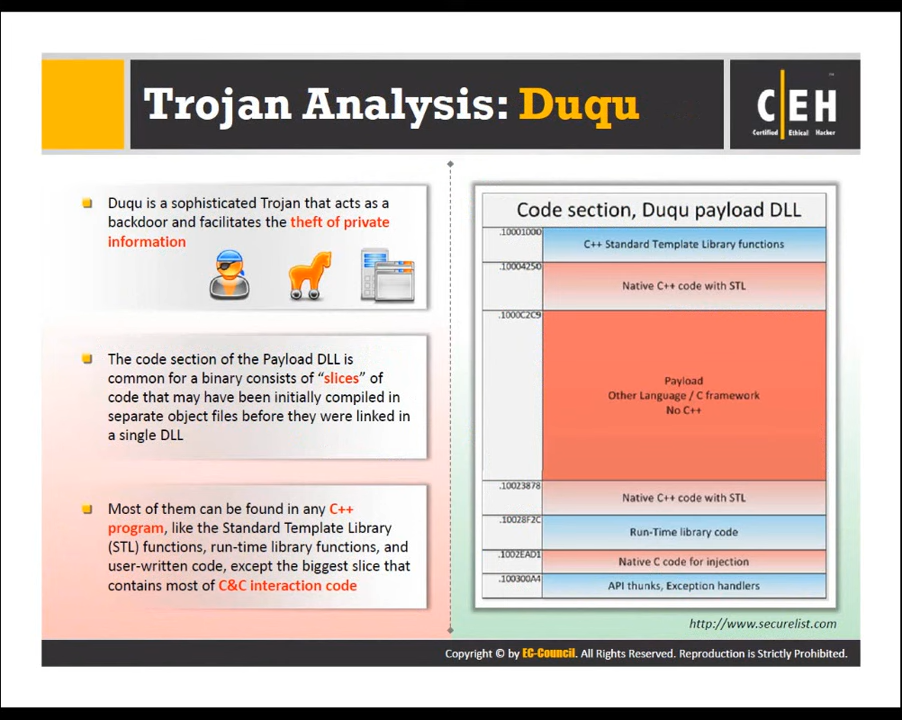 Trojan Analysis: Duqu
CEH
Certified Ethical Hacker
Duqu is a sophisticated Trojan that acts as a
backdoor and facilitates the theft of private
information
The code section of the Payload DLL is
common for a binary consists of “slices” of
code that may have been initially compiled in
separate object files before they were linked in
a single DLL
Most of them can be found in any C++
program, like the Standard Template Library
(STL) functions, run-time library functions, and
user-written code, except the biggest slice that
contains most of C&C interaction code
Code section, Duqu payload DLL
.10001000
C++ Standard Template Library functions
.10004250
Native C++ code with STL
.1000C2C9
Payload
Other Language / C framework
No C++
.10023878
Native C++ code with STL
.10028F2C
Run-Time library code
.1002EAD1
Native C code for injection
.100300A4
API thunks, Exception handlers
http://www.securelist.com
Copyright © by EC-Council. All Rights Reserved. Reproduction is Strictly Prohibited.